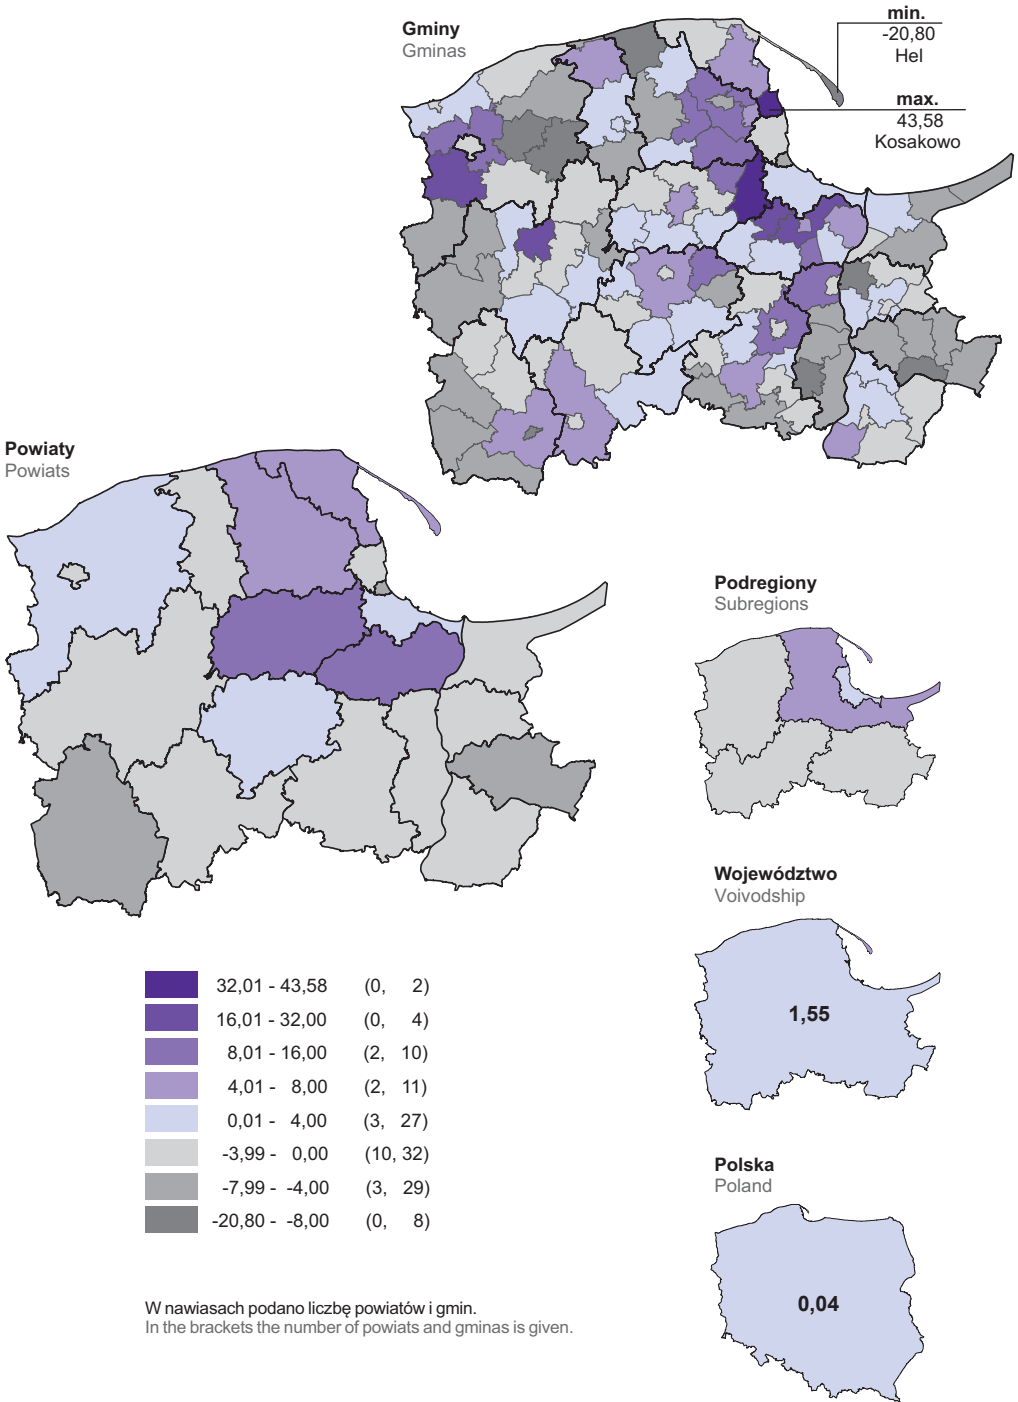 Gminy
Gminas
min.
-20,80
Hel
max.
43,58
Kosakowo
Powiaty
Powiats
Podregiony
Subregions
Województwo
Voivodship
1,55
32,01 - 43,58 (0, 2)
16,01 - 32,00 (0, 4)
8,01 - 16,00 (2, 10)
4,01 - 8,00 (2, 11)
0,01 - 4,00 (3, 27)
-3,99 - 0,00 (10, 32)
-7,99 - -4,00 (3, 29)
-20,80 - -8,00 (0, 8)
Polska
Poland
0,04
W nawiasach podano liczbę powiatów i gmin.
In the brackets the number of powiats and gminas is given.